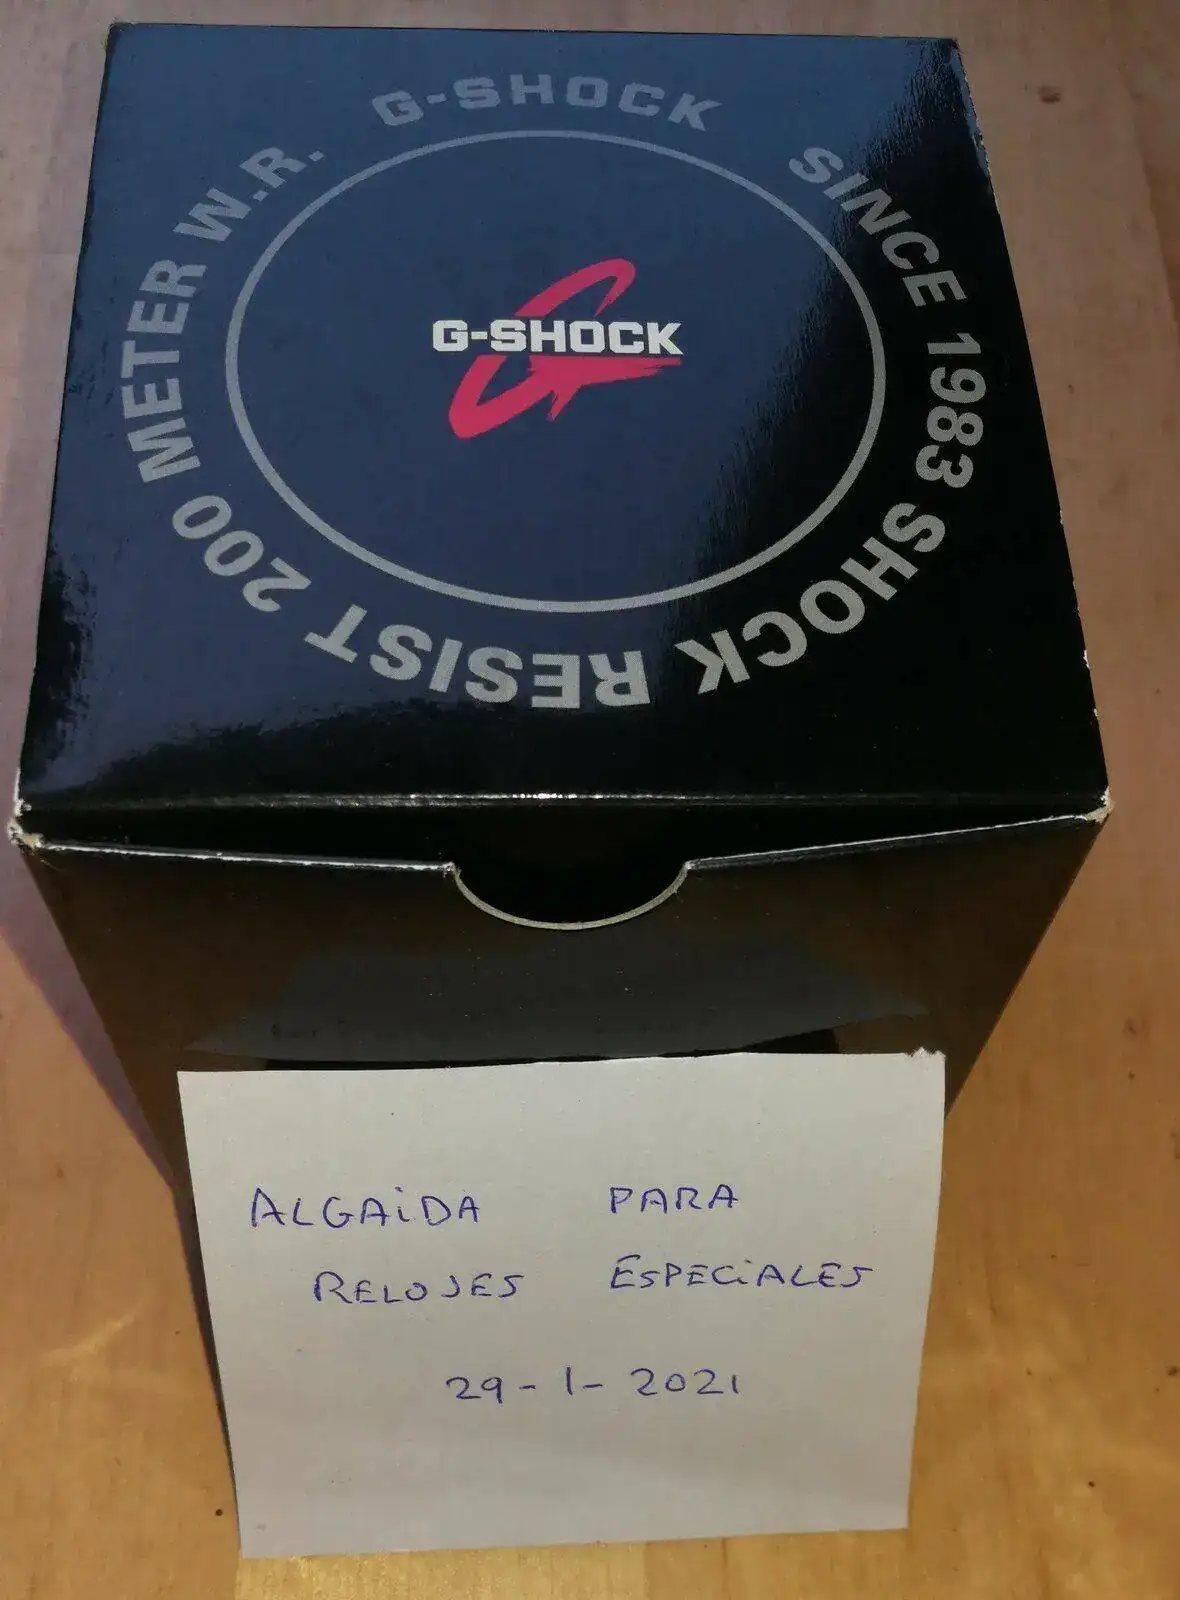 G-SHOCK SINCE 1983 SHOCK RESIST 200 METER W.R.
G-SHOCK
ALGAiDA PARA
RELOJES ESPECiALES
29-1-2021